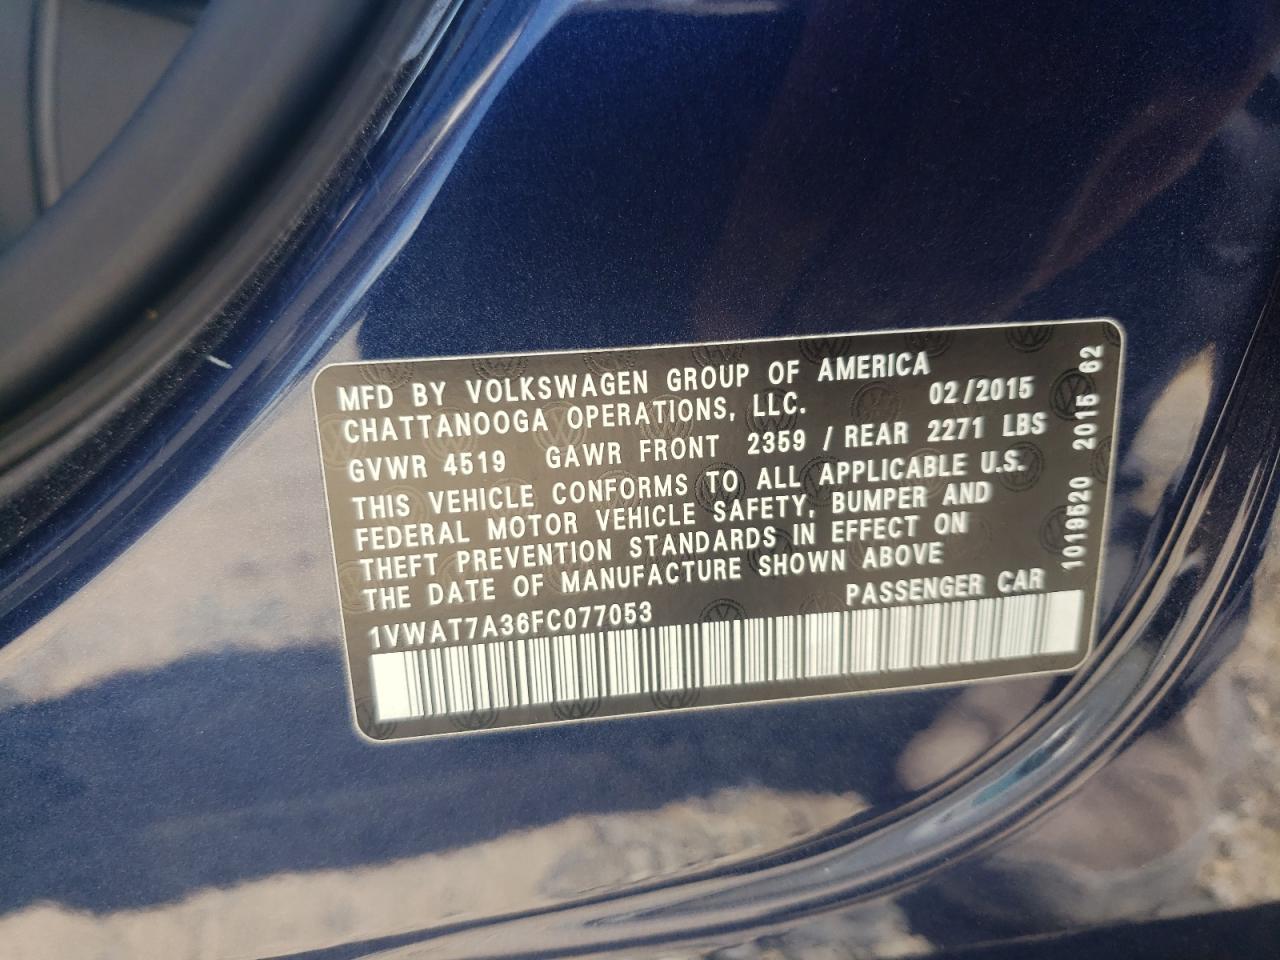 MFD BY VOLKSWAGEN GROUP OF AMERICA
CHATTANOOGA OPERATIONS, LLC. 02/2015
GVWR 4519 GAWR FRONT 2359 / REAR 2271 LBS
THIS VEHICLE CONFORMS TO ALL APPLICABLE U.S.
FEDERAL MOTOR VEHICLE SAFETY, BUMPER AND
THEFT PREVENTION STANDARDS IN EFFECT ON
THE DATE OF MANUFACTURE SHOWN ABOVE
1VWAT7A36FC077053 PASSENGER CAR
1019520 2015 62